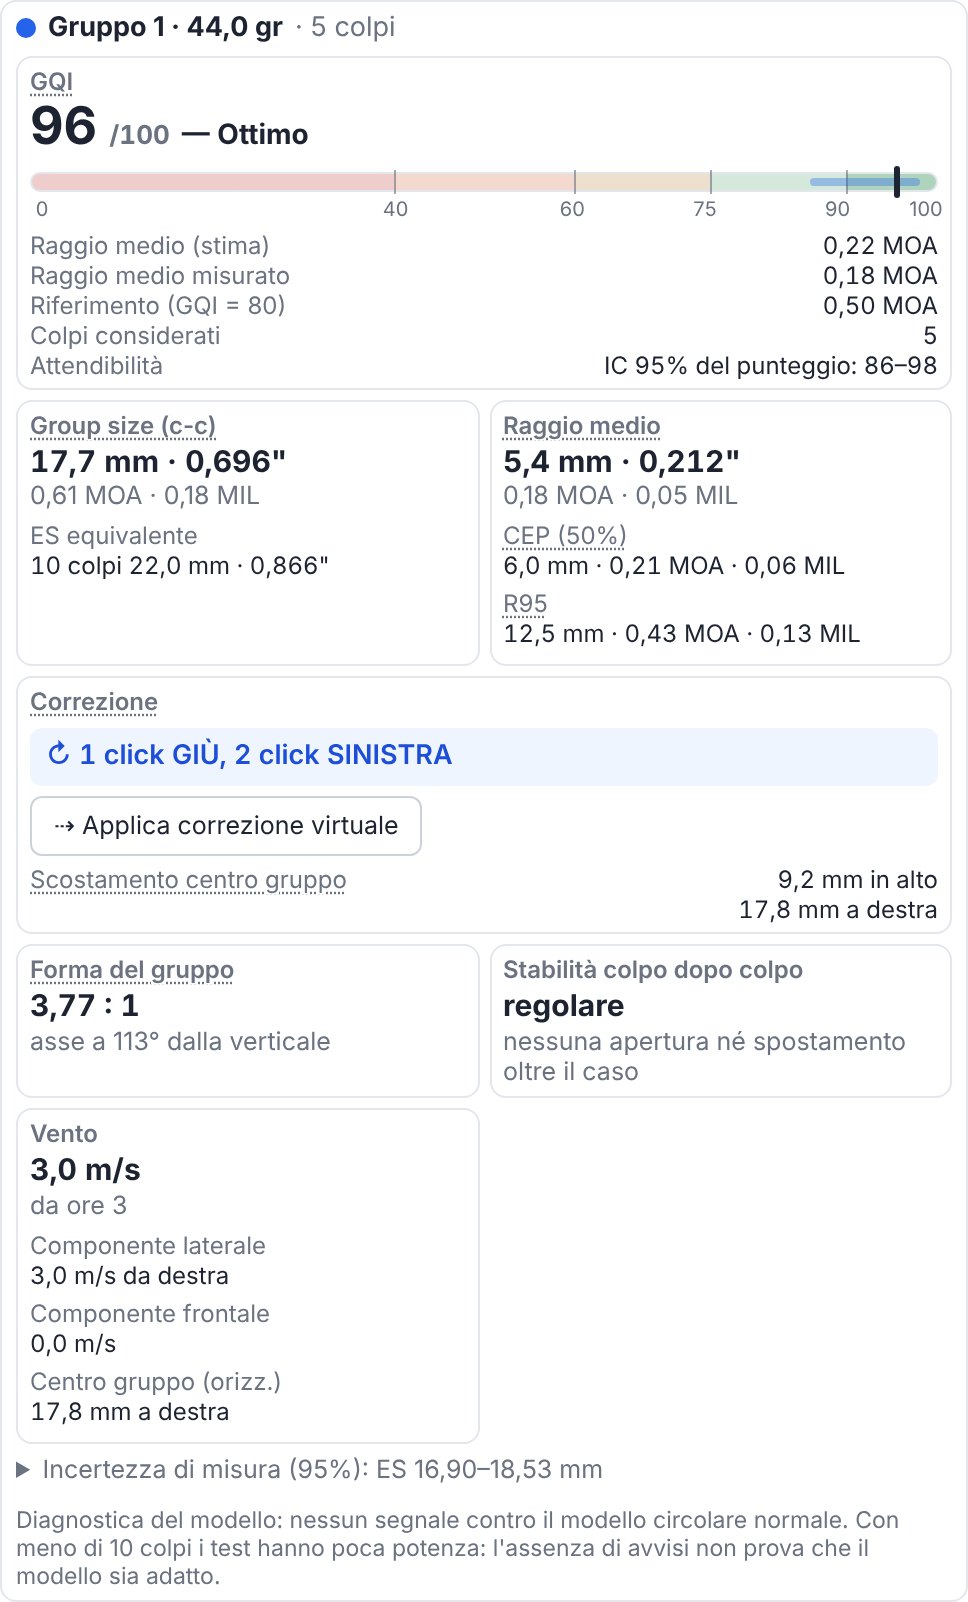 Gruppo 1 · 44,0 gr · 5 colpi
GQI
96 /100 — Ottimo
0 40 60 75 90 100
Raggio medio (stima) 0,22 MOA
Raggio medio misurato 0,18 MOA
Riferimento (GQI = 80) 0,50 MOA
Colpi considerati 5
Attendibilità IC 95% del punteggio: 86–98
Group size (c-c)
17,7 mm · 0,696"
0,61 MOA · 0,18 MIL
ES equivalente
10 colpi 22,0 mm · 0,866"
Raggio medio
5,4 mm · 0,212"
0,18 MOA · 0,05 MIL
CEP (50%)
6,0 mm · 0,21 MOA · 0,06 MIL
R95
12,5 mm · 0,43 MOA · 0,13 MIL
Correzione
↻ 1 click GIÙ, 2 click SINISTRA
⇢ Applica correzione virtuale
Scostamento centro gruppo 9,2 mm in alto
17,8 mm a destra
Forma del gruppo
3,77 : 1
asse a 113° dalla verticale
Stabilità colpo dopo colpo
regolare
nessuna apertura né spostamento
oltre il caso
Vento
3,0 m/s
da ore 3
Componente laterale
3,0 m/s da destra
Componente frontale
0,0 m/s
Centro gruppo (orizz.)
17,8 mm a destra
▶ Incertezza di misura (95%): ES 16,90–18,53 mm
Diagnostica del modello: nessun segnale contro il modello circolare normale. Con
meno di 10 colpi i test hanno poca potenza: l'assenza di avvisi non prova che il
modello sia adatto.